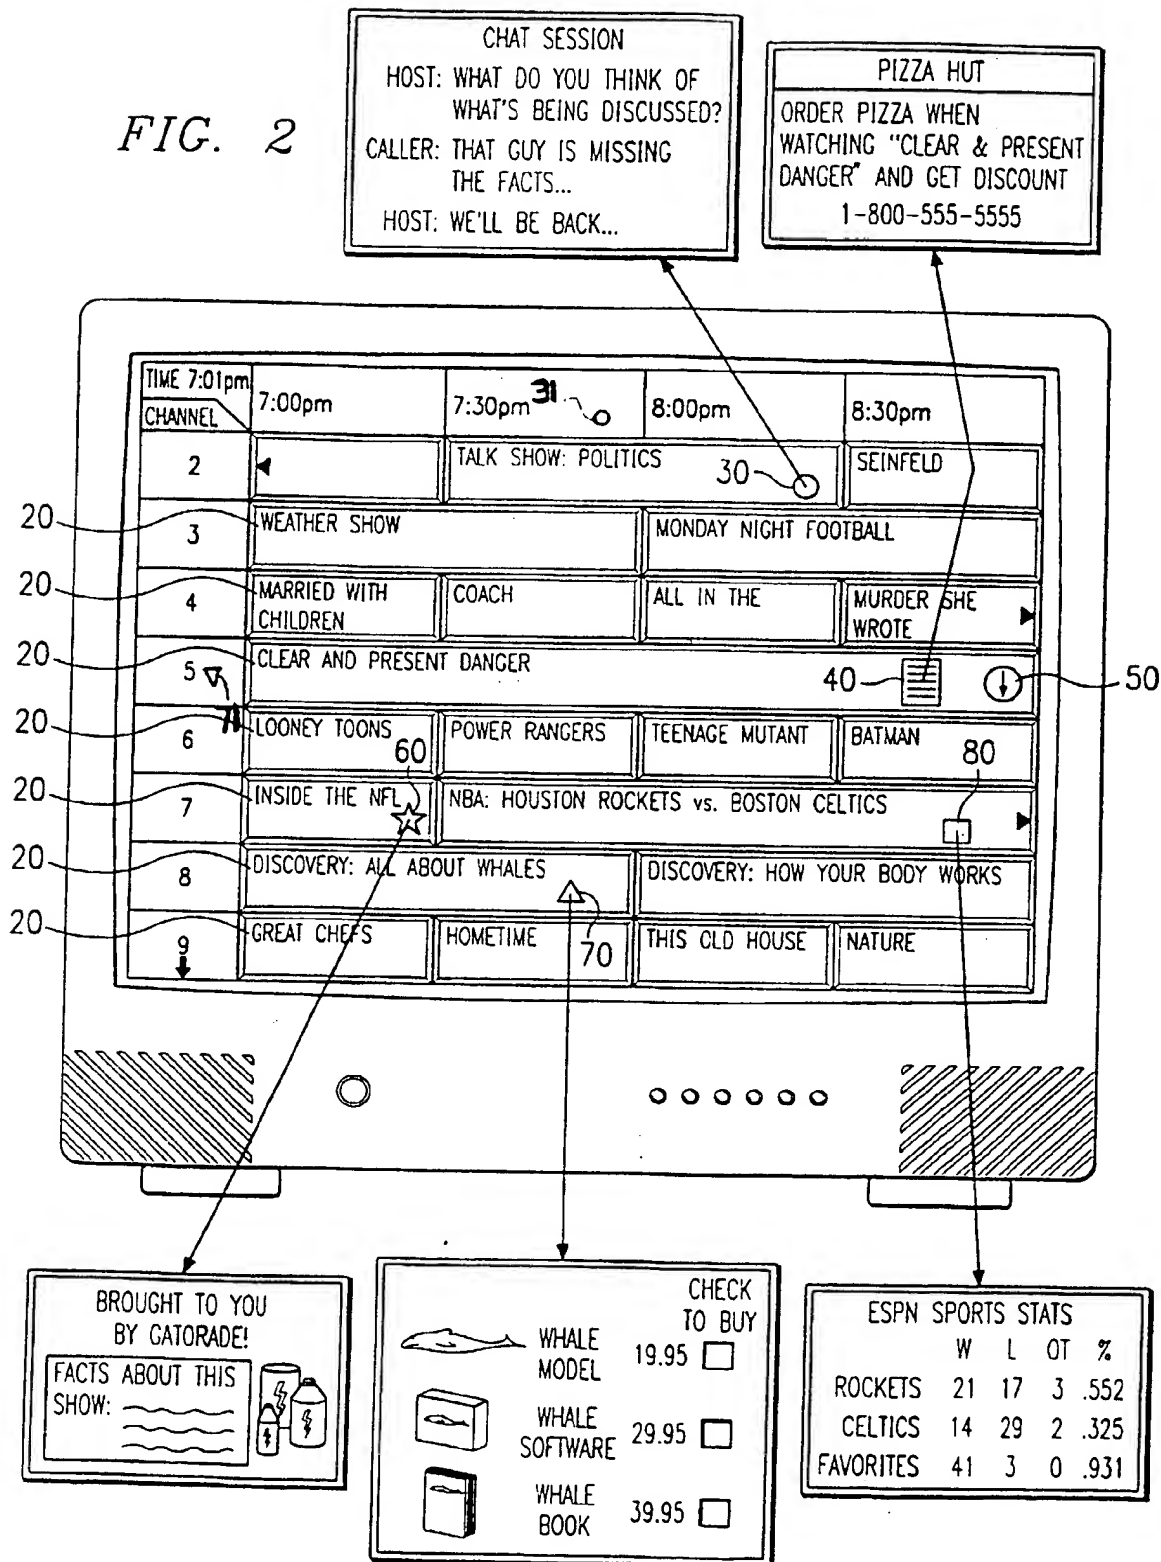 FIG. 2
CHAT SESSION
HOST: WHAT DO YOU THINK OF
WHAT'S BEING DISCUSSED?
CALLER: THAT GUY IS MISSING
THE FACTS...
HOST: WE'LL BE BACK...
PIZZA HUT
ORDER PIZZA WHEN
WATCHING "CLEAR & PRESENT
DANGER" AND GET DISCOUNT
1-800-555-5555
TIME 7:01pm
CHANNEL
7:00pm
7:30pm
31
8:00pm
8:30pm
2
TALK SHOW: POLITICS
30
SEINFELD
20
3
WEATHER SHOW
MONDAY NIGHT FOOTBALL
20
4
MARRIED WITH
CHILDREN
COACH
ALL IN THE
MURDER SHE
WROTE
20
5
71
CLEAR AND PRESENT DANGER
40
50
20
6
LOONEY TOONS
60
POWER RANGERS
TEENAGE MUTANT
BATMAN
80
20
7
INSIDE THE NFL
NBA: HOUSTON ROCKETS vs. BOSTON CELTICS
20
8
DISCOVERY: ALL ABOUT WHALES
70
DISCOVERY: HOW YOUR BODY WORKS
20
9
GREAT CHEFS
HOMETIME
THIS OLD HOUSE
NATURE
BROUGHT TO YOU
BY GATORADE!
FACTS ABOUT THIS
SHOW:
CHECK
TO BUY
WHALE
MODEL
19.95
WHALE
SOFTWARE
29.95
WHALE
BOOK
39.95
ESPN SPORTS STATS
W L OT %
ROCKETS 21 17 3 .552
CELTICS 14 29 2 .325
FAVORITES 41 3 0 .931